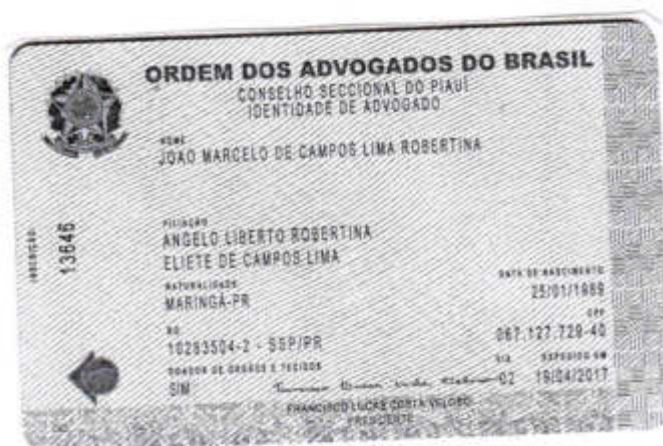 ORDEM DOS ADVOGADOS DO BRASIL
CONSELHO SECCIONAL DO PIAUÍ
IDENTIDADE DE ADVOGADO
NOME
JOAO MARCELO DE CAMPOS LIMA ROBERTINA
INSCRIÇÃO
13646
FILIAÇÃO
ANGELO LIBERTO ROBERTINA
ELIETE DE CAMPOS LIMA
NATURALIDADE
MARINGÁ-PR
DATA DE NASCIMENTO
25/01/1989
RG
10283504-2 - SSP/PR
CPF
067.127.729-40
DOADOR DE ÓRGÃOS E TECIDOS
SIM
VIA
02
EXPEDIDO EM
19/04/2017
FRANCISCO LUCAS COSTA VELOSO
PRESIDENTE